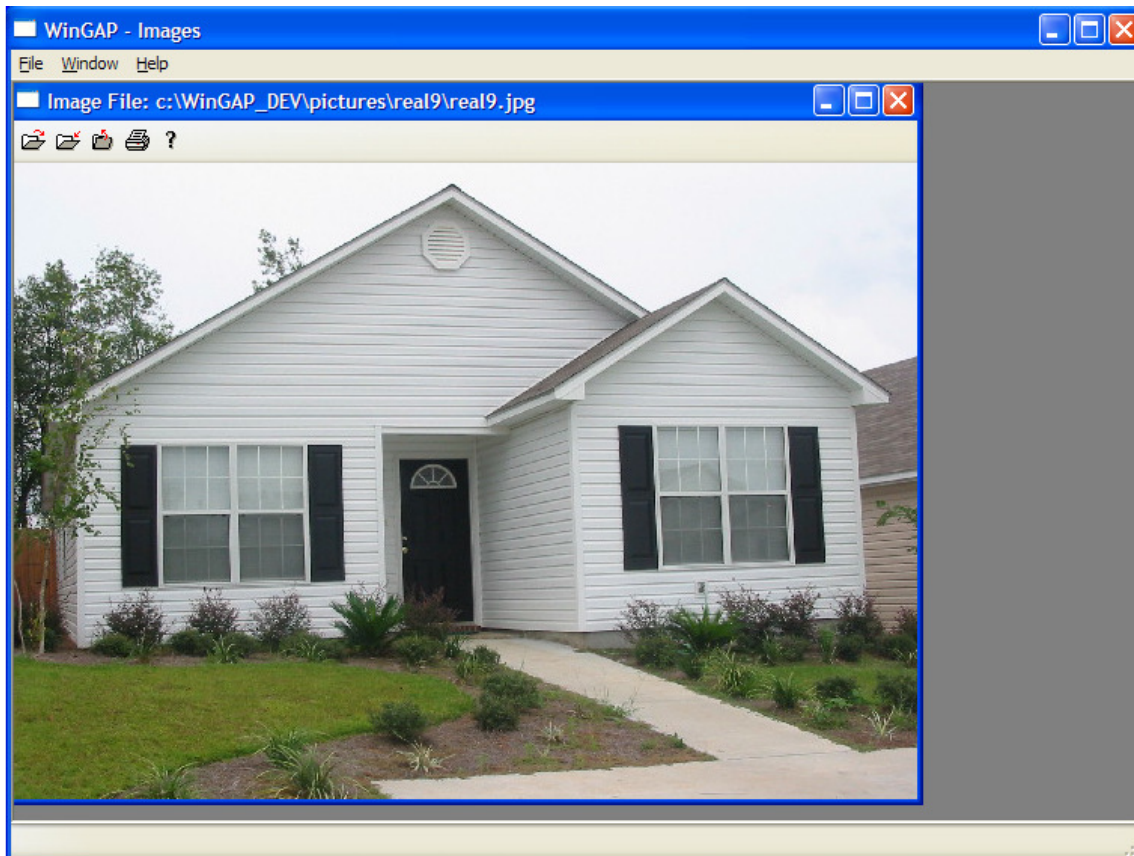 WinGAP - Images
File Window Help
Image File: c:\WinGAP_DEV\pictures\real9\real9.jpg
?